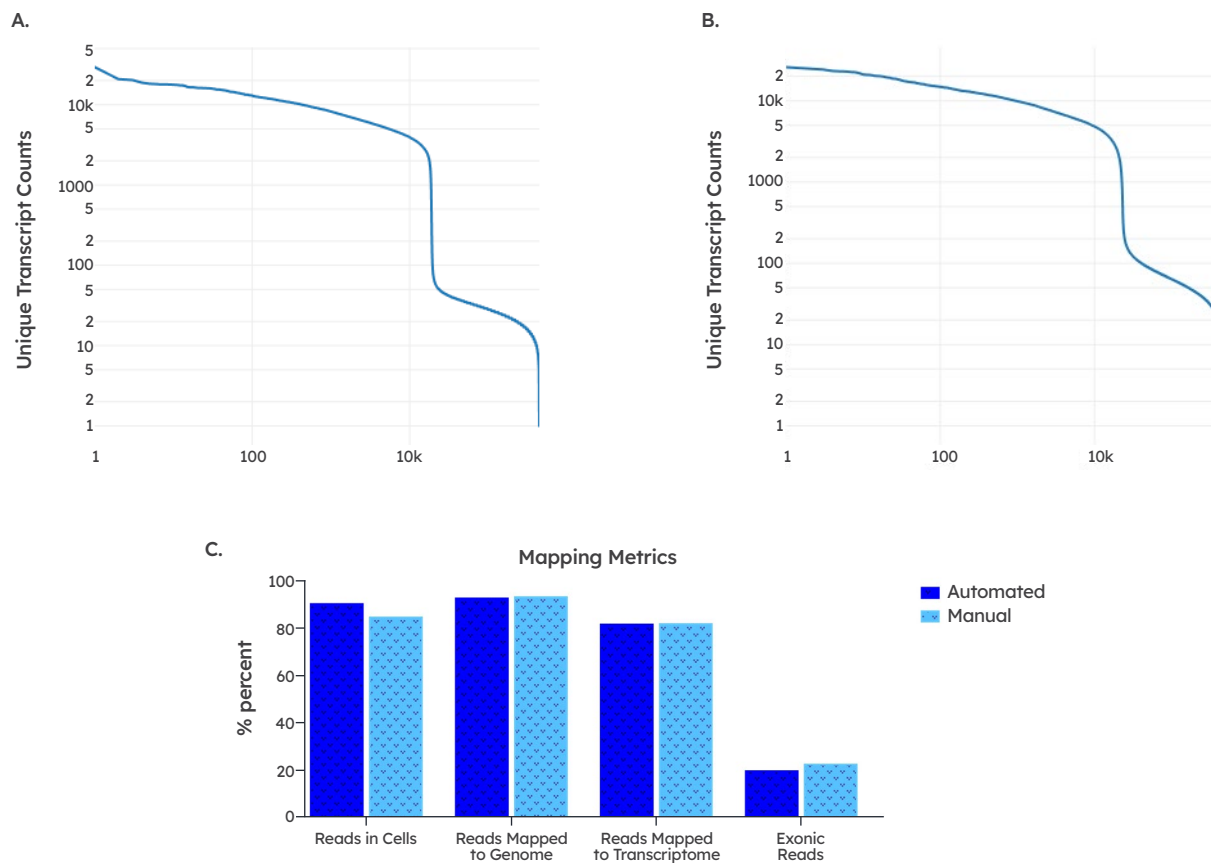 A.
Unique Transcript Counts
5
2
10k
5
2
1000
5
2
100
5
2
10
5
2
1
1
100
10k
B.
Unique Transcript Counts
2
10k
5
2
1000
5
2
100
5
2
10
5
2
1
1
100
10k
C.
Mapping Metrics
% percent
100
80
60
40
20
0
Reads in Cells
Reads Mapped
to Genome
Reads Mapped
to Transcriptome
Exonic
Reads
Automated
Manual